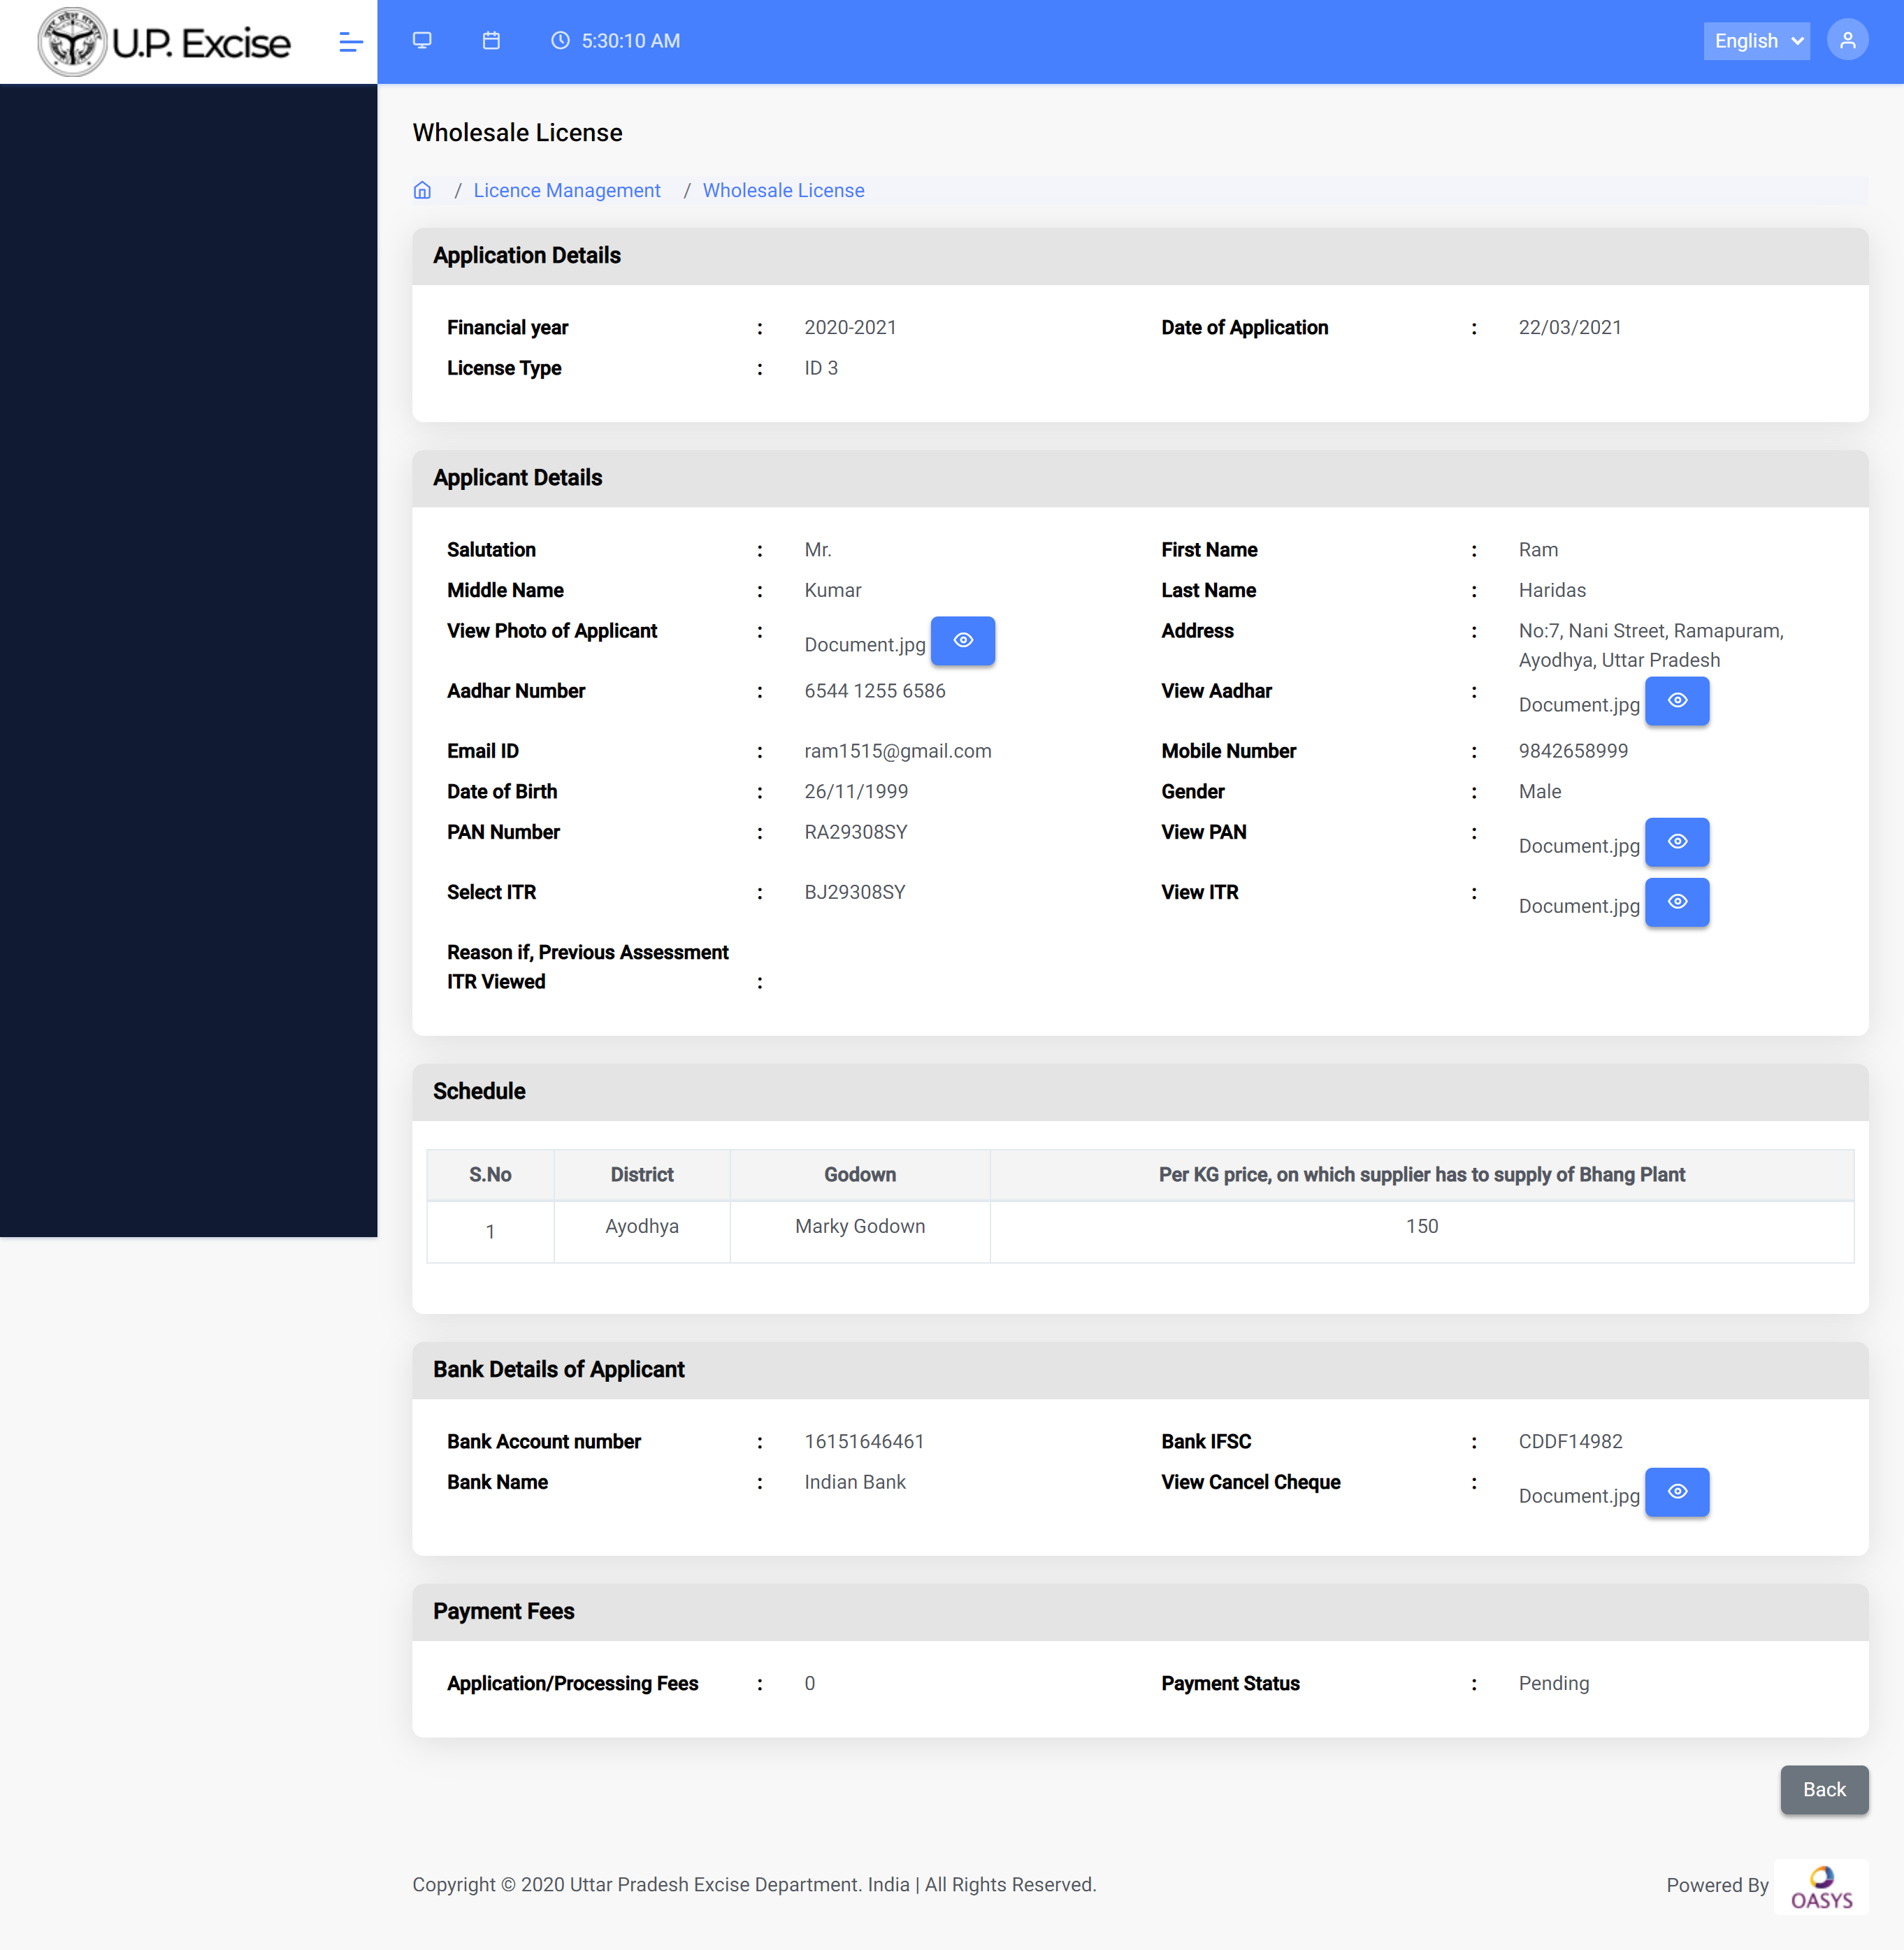 U.P. Excise
5:30:10 AM
English
Wholesale License
/ Licence Management / Wholesale License
Application Details
Financial year : 2020-2021 Date of Application : 22/03/2021
License Type : ID 3
Applicant Details
Salutation : Mr. First Name : Ram
Middle Name : Kumar Last Name : Haridas
View Photo of Applicant : Document.jpg Address : No:7, Nani Street, Ramapuram,
Ayodhya, Uttar Pradesh
Aadhar Number : 6544 1255 6586 View Aadhar : Document.jpg
Email ID : ram1515@gmail.com Mobile Number : 9842658999
Date of Birth : 26/11/1999 Gender : Male
PAN Number : RA29308SY View PAN : Document.jpg
Select ITR : BJ29308SY View ITR : Document.jpg
Reason if, Previous Assessment
ITR Viewed :
Schedule
S.No District Godown Per KG price, on which supplier has to supply of Bhang Plant
1 Ayodhya Marky Godown 150
Bank Details of Applicant
Bank Account number : 16151646461 Bank IFSC : CDDF14982
Bank Name : Indian Bank View Cancel Cheque : Document.jpg
Payment Fees
Application/Processing Fees : 0 Payment Status : Pending
Back
Copyright © 2020 Uttar Pradesh Excise Department. India | All Rights Reserved.
Powered By OASYS